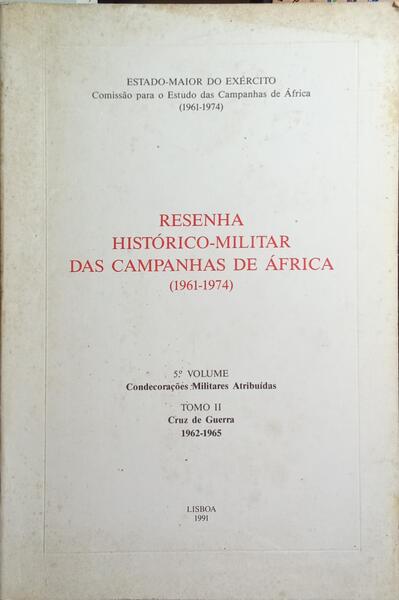 ESTADO-MAIOR DO EXÉRCITO
Comissão para o Estudo das Campanhas de África
(1961-1974)
RESENHA
HISTÓRICO-MILITAR
DAS CAMPANHAS DE ÁFRICA
(1961-1974)
5.º VOLUME
Condecorações Militares Atribuídas
TOMO II
Cruz de Guerra
1962-1965
LISBOA
1991